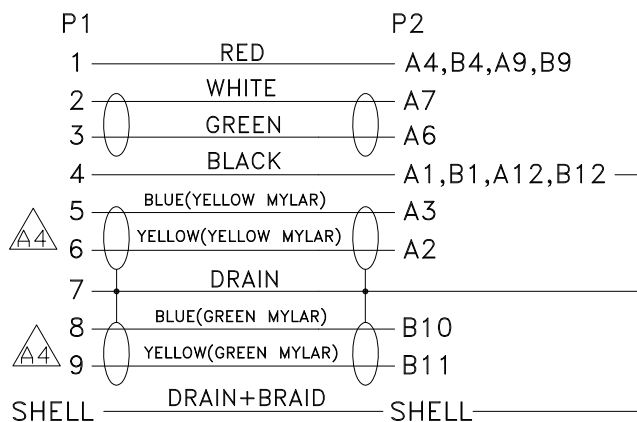 P1 P2
1 RED A4,B4,A9,B9
2 WHITE A7
3 GREEN A6
4 BLACK A1,B1,A12,B12
5 BLUE(YELLOW MYLAR) A3
A4
6 YELLOW(YELLOW MYLAR) A2
7 DRAIN
8 BLUE(GREEN MYLAR) B10
A4
9 YELLOW(GREEN MYLAR) B11
SHELL DRAIN+BRAID SHELL